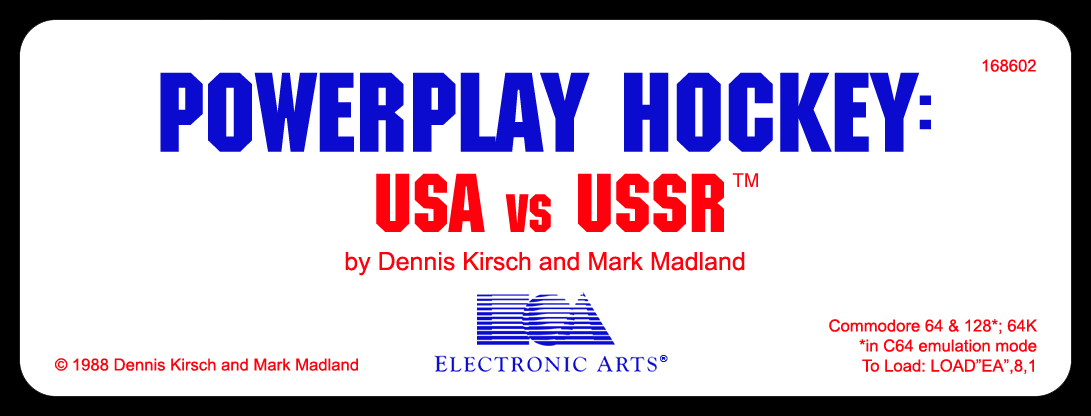 168602
POWERPLAY HOCKEY:
USA vs USSR™
by Dennis Kirsch and Mark Madland
ECA
ELECTRONIC ARTS®
© 1988 Dennis Kirsch and Mark Madland
Commodore 64 & 128*; 64K
*in C64 emulation mode
To Load: LOAD”EA”,8,1